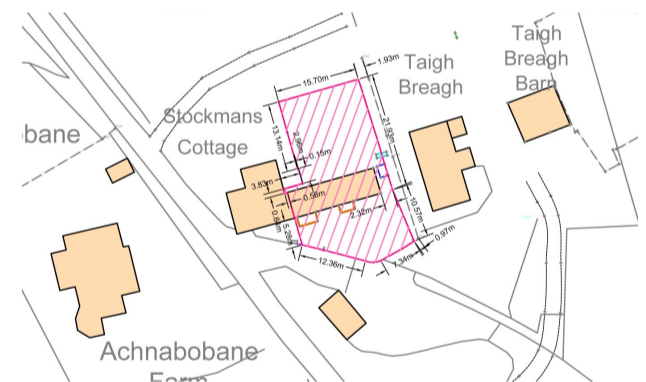 Taigh
Breagh
Barn
1.93m
Taigh
Breagh
15.70m
Stockmans
Cottage
bane
13.14m
2.96m
21.93m
0.15m
3.83m
0.56m
0.84m
2.32m
10.57m
5.28m
0.97m
12.36m
7.34m
Achnabobane
Farm